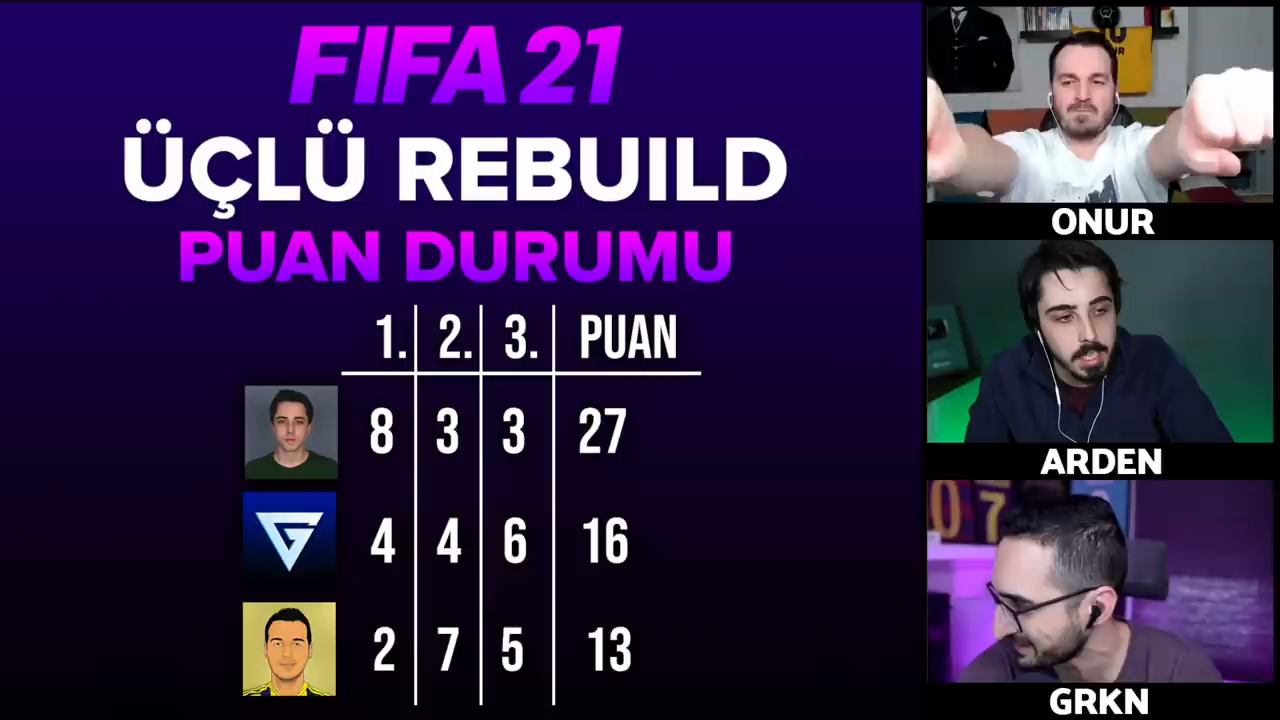 FIFA 21
ÜÇLÜ REBUILD
PUAN DURUMU
1. 2. 3. PUAN
8 3 3 27
4 4 6 16
2 7 5 13
ONUR
ARDEN
07
GRKN